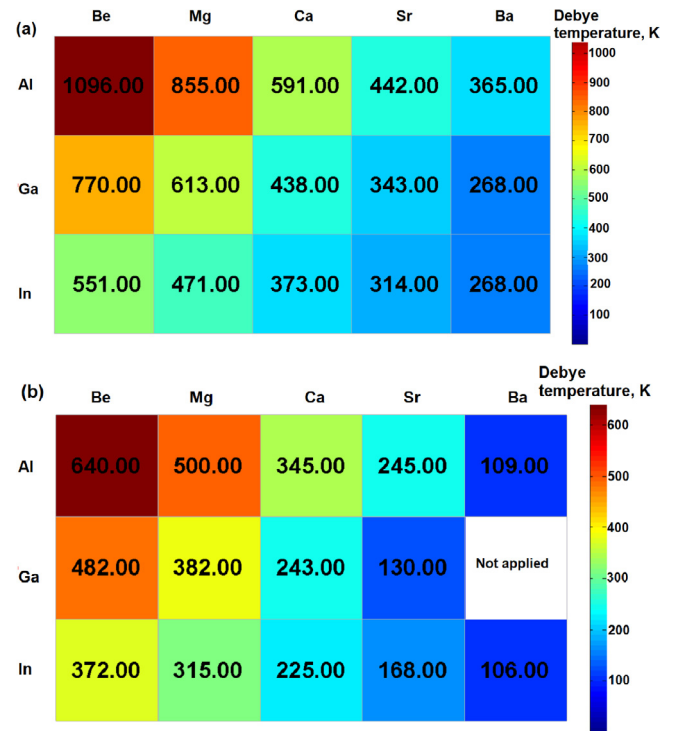 (a) Be Mg Ca Sr Ba Debye temperature, K
Al 1096.00 855.00 591.00 442.00 365.00
Ga 770.00 613.00 438.00 343.00 268.00
In 551.00 471.00 373.00 314.00 268.00
1000
900
800
700
600
500
400
300
200
100
(b) Be Mg Ca Sr Ba Debye temperature, K
Al 640.00 500.00 345.00 245.00 109.00
Ga 482.00 382.00 243.00 130.00 Not applied
In 372.00 315.00 225.00 168.00 106.00
600
500
400
300
200
100